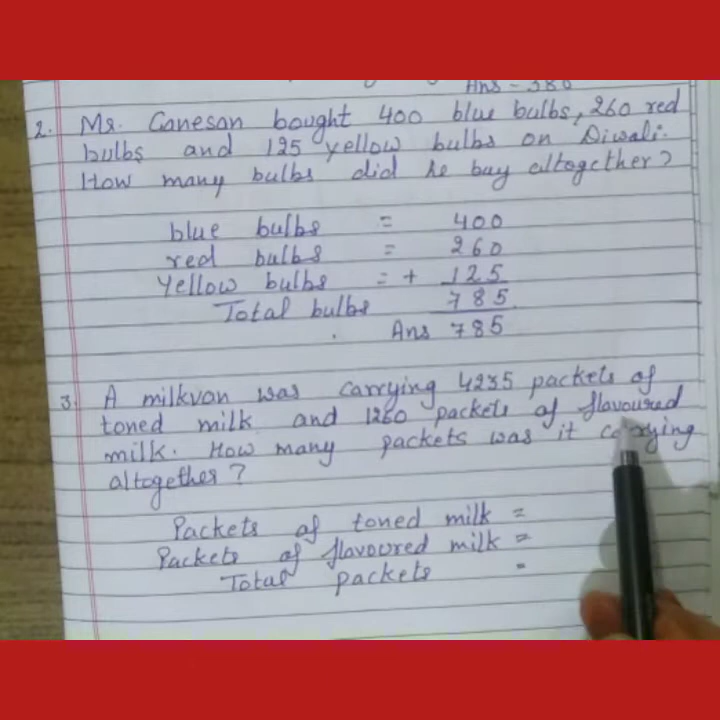 Ans - 380
2. Mr. Ganesan bought 400 blue bulbs, 260 red
bulbs and 125 yellow bulbs on Diwali.
How many bulbs did he buy altogether?
blue bulbs = 400
red bulbs = 260
Yellow bulbs = + 125
Total bulbs 785
Ans 785
3. A milkvan was carrying 4235 packets of
toned milk and 1260 packets of flavoured
milk. How many packets was it carrying
altogether?
Packets of toned milk =
Packets of flavoured milk =
Total packets =